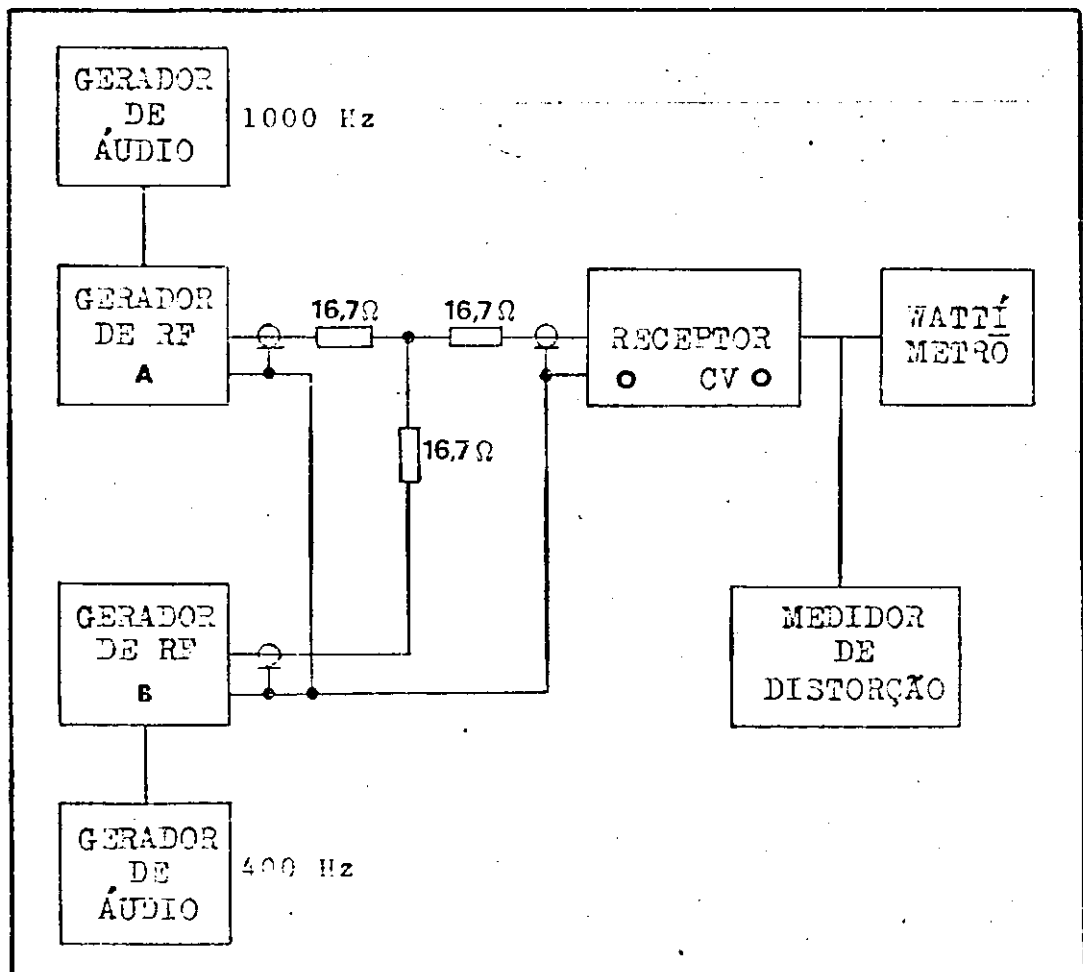 GERADOR
DE
ÁUDIO
1000 Hz
GERADOR
DE RF
A
16,7Ω
16,7Ω
RECEPTOR
CV
WATTÍ
METRO
16,7Ω
GERADOR
DE RF
B
MEDIDOR
DE
DISTORÇÃO
GERADOR
DE
ÁUDIO
400 Hz